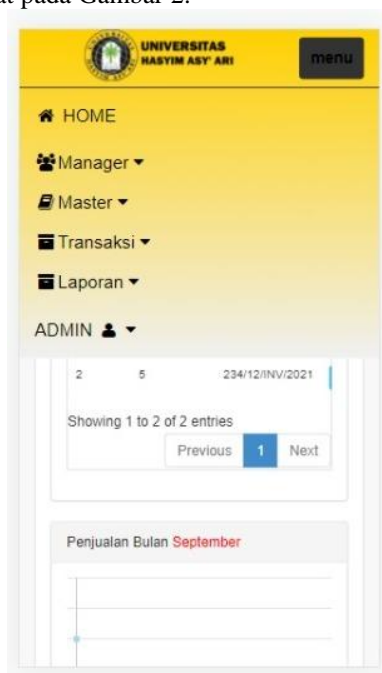 at pada Gambar 2.
UNIVERSITAS
HASYIM ASY' ARI
menu
HOME
Manager
Master
Transaksi
Laporan
ADMIN
2 5 234/12/INV/2021
Showing 1 to 2 of 2 entries
Previous 1 Next
Penjualan Bulan September